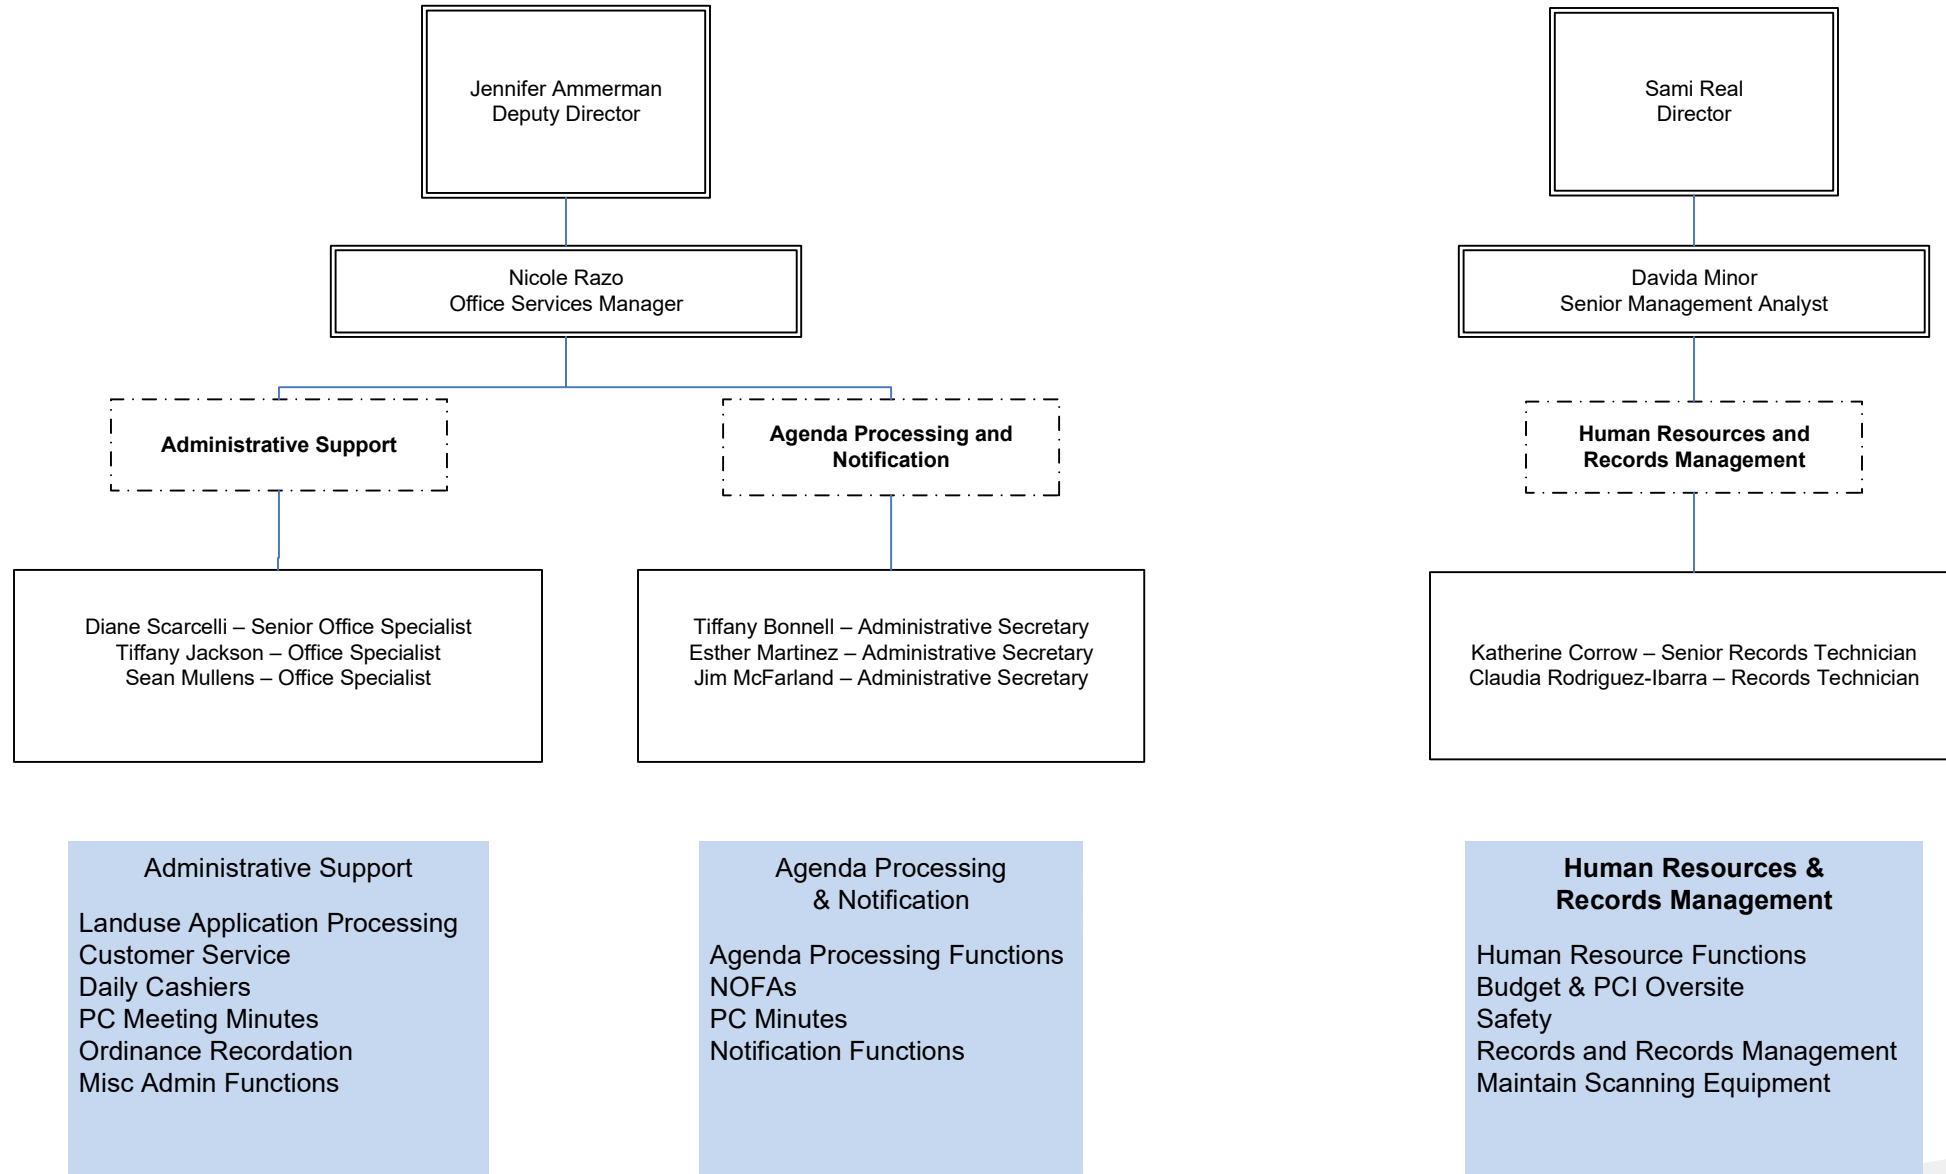 Jennifer Ammerman
Deputy Director
Sami Real
Director
Nicole Razo
Office Services Manager
Davida Minor
Senior Management Analyst
Administrative Support
Agenda Processing and
Notification
Human Resources and
Records Management
Diane Scarcelli – Senior Office Specialist
Tiffany Jackson – Office Specialist
Sean Mullens – Office Specialist
Tiffany Bonnell – Administrative Secretary
Esther Martinez – Administrative Secretary
Jim McFarland – Administrative Secretary
Katherine Corrow – Senior Records Technician
Claudia Rodriguez-Ibarra – Records Technician
Administrative Support
Landuse Application Processing
Customer Service
Daily Cashiers
PC Meeting Minutes
Ordinance Recordation
Misc Admin Functions
Agenda Processing
& Notification
Agenda Processing Functions
NOFAs
PC Minutes
Notification Functions
Human Resources &
Records Management
Human Resource Functions
Budget & PCI Oversite
Safety
Records and Records Management
Maintain Scanning Equipment